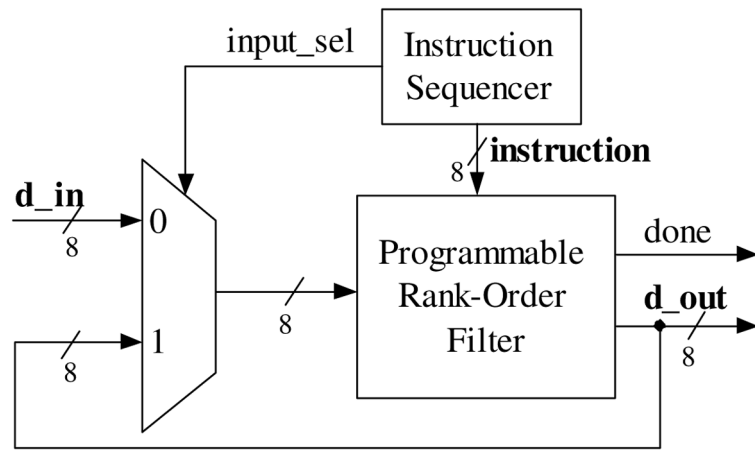 input_sel
Instruction
Sequencer
8
instruction
d_in
8
0
Programmable
Rank-Order
Filter
done
8
d_out
8
1
8